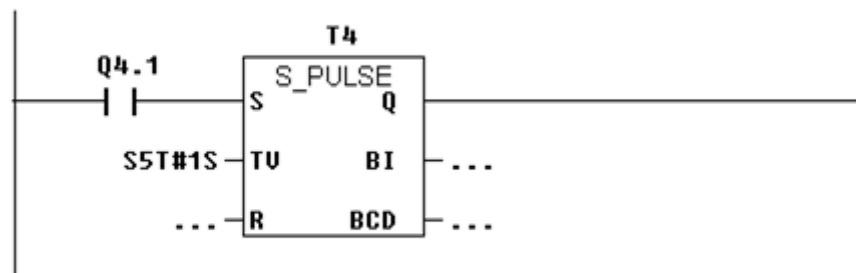 T4
Q4.1
S_PULSE
S Q
S5T#1S TV BI ...
... R BCD ...